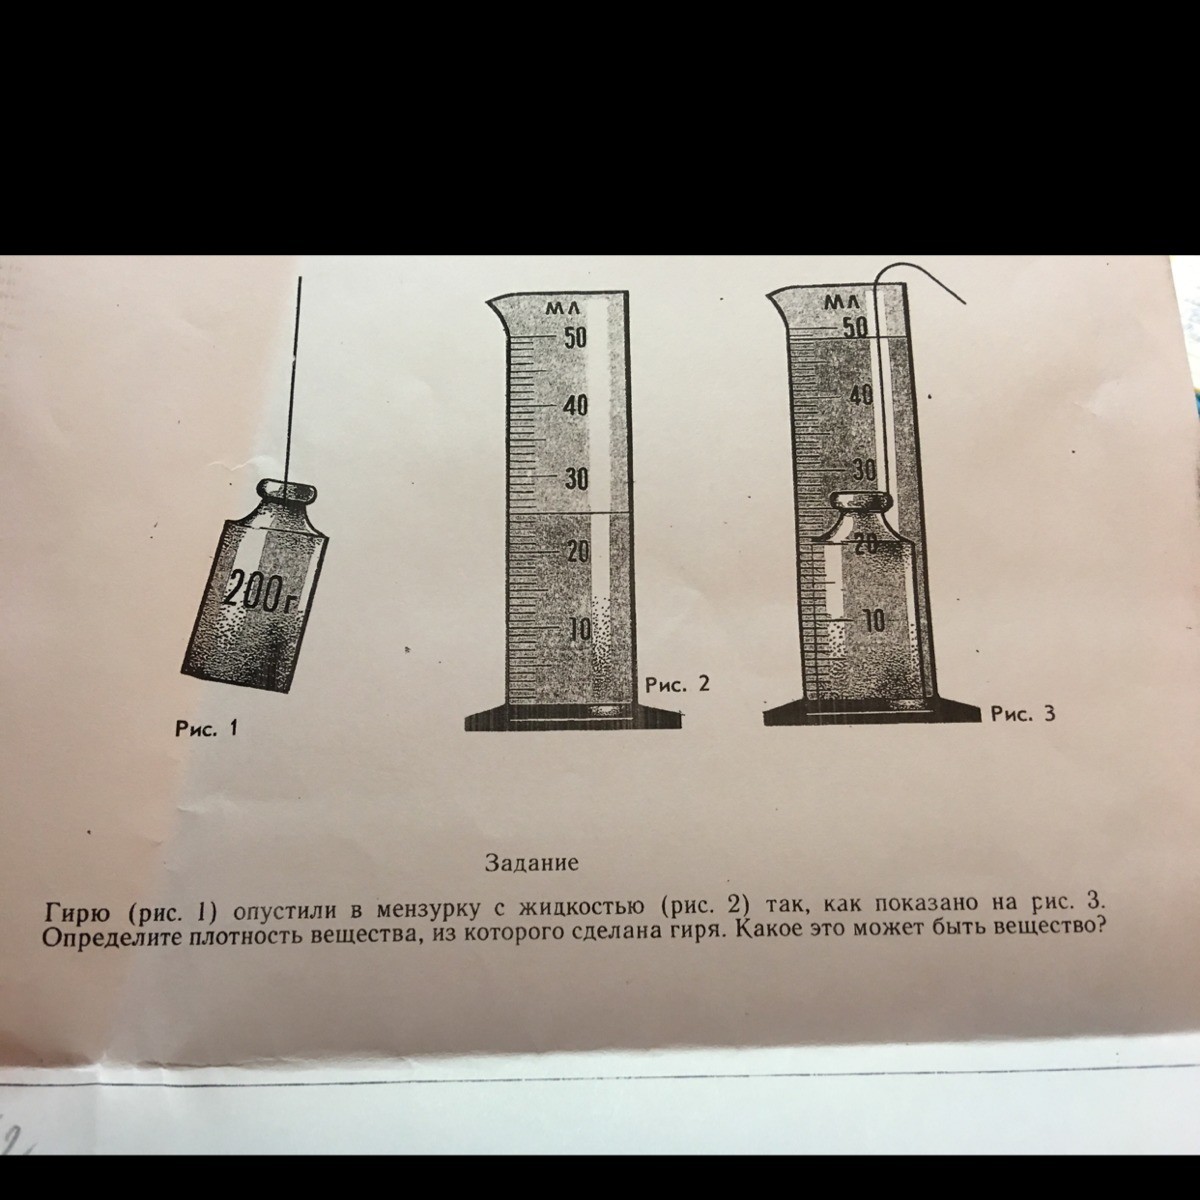 мл
50
40
30
20
10
мл
50
40
30
20
10
200г
Рис. 1
Рис. 2
Рис. 3
Задание
Гирю (рис. 1) опустили в мензурку с жидкостью (рис. 2) так, как показано на рис. 3.
Определите плотность вещества, из которого сделана гиря. Какое это может быть вещество?